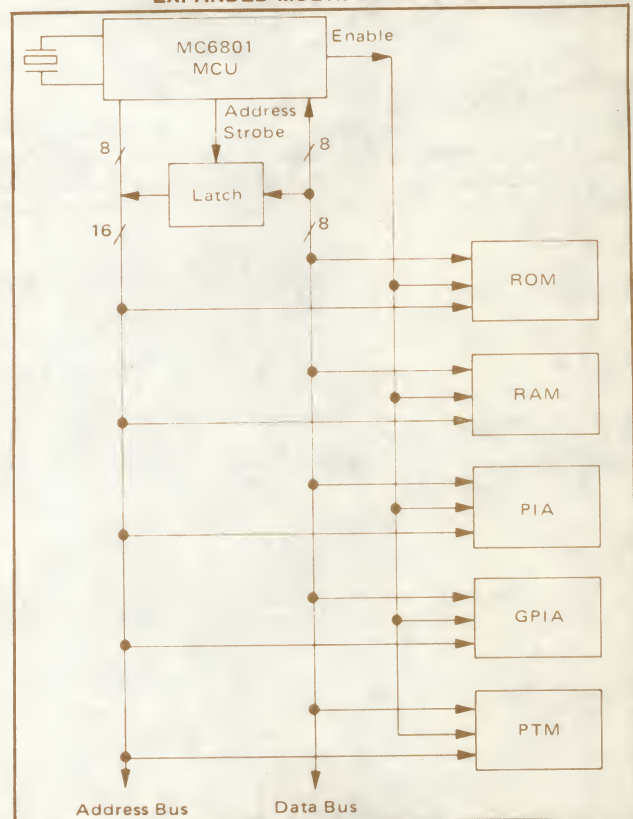 MC6801
MCU
Enable
Address
Strobe
8
8
Latch
16
8
ROM
RAM
PIA
GPIA
PTM
Address Bus
Data Bus